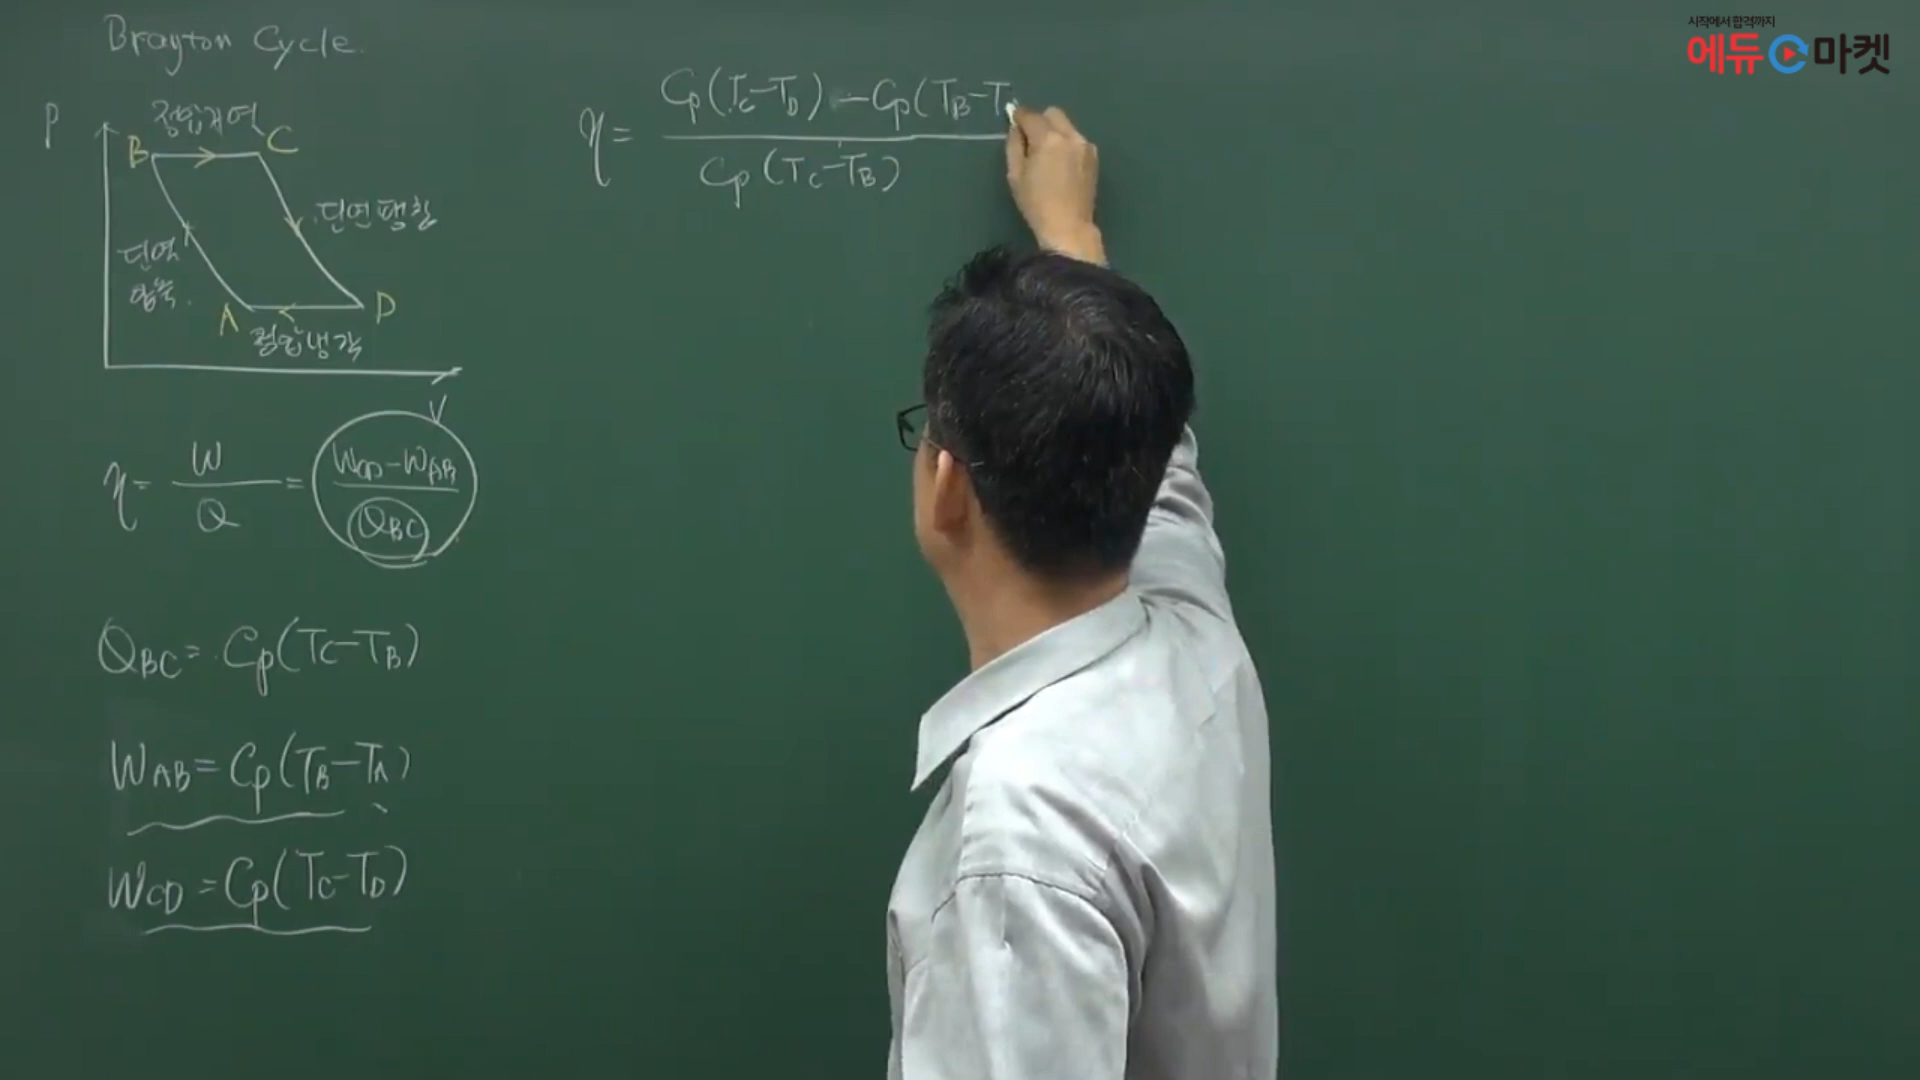 Brayton Cycle.
시작에서 합격까지
에듀 마켓
P
정압가열
B
C
단열팽창
단열
압축.
A
D
정압냉각
V
η = W / Q = (W_CD - W_AB) / Q_BC
Q_BC = Cp(T_C - T_B)
W_AB = Cp(T_B - T_A)
W_CD = Cp(T_C - T_D)
η = Cp(T_C - T_D) - Cp(T_B - T
Cp(T_C - T_B)